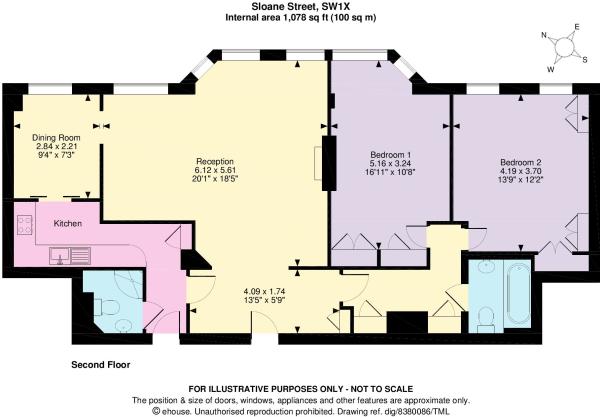 Sloane Street, SW1X
Internal area 1,078 sq ft (100 sq m)
N
E
S
W
Dining Room
2.84 x 2.21
9'4" x 7'3"
Reception
6.12 x 5.61
20'1" x 18'5"
Bedroom 1
5.16 x 3.24
16'11" x 10'8"
Bedroom 2
4.19 x 3.70
13'9" x 12'2"
Kitchen
4.09 x 1.74
13'5" x 5'9"
Second Floor
FOR ILLUSTRATIVE PURPOSES ONLY - NOT TO SCALE
The position & size of doors, windows, appliances and other features are approximate only.
© ehouse. Unauthorised reproduction prohibited. Drawing ref. dig/8380086/TML